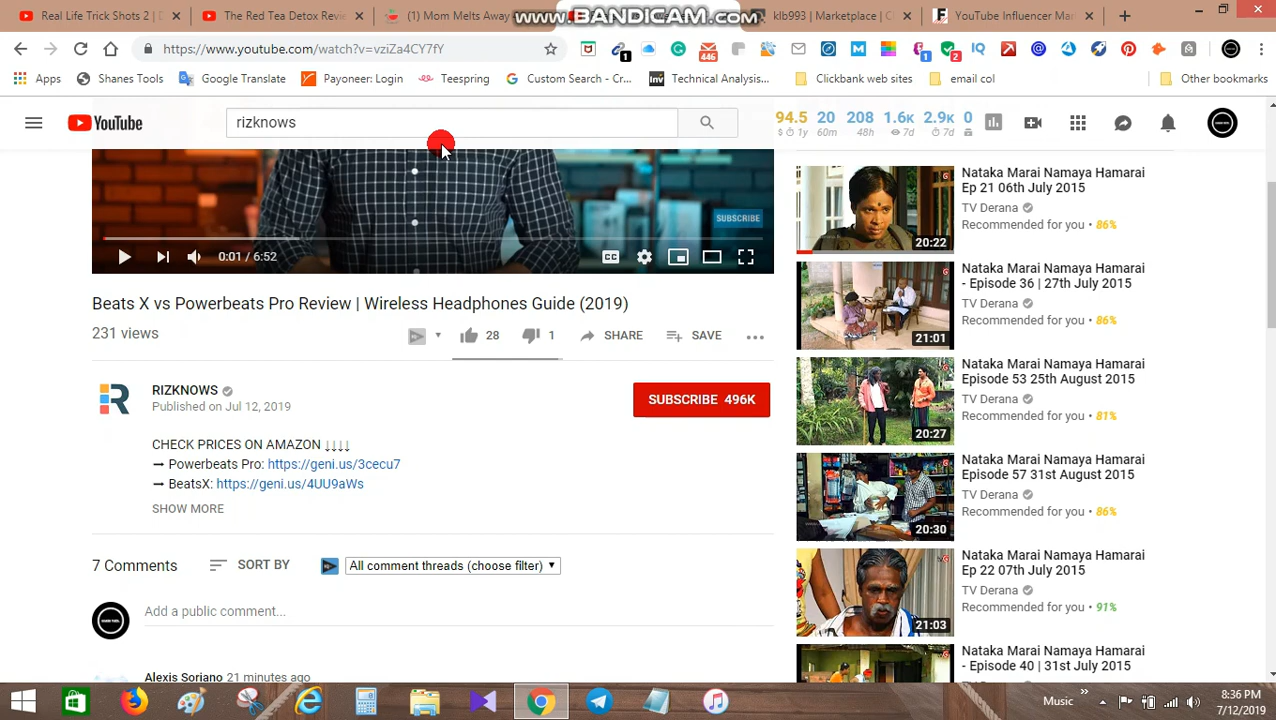 YouTube Kick Shots 2 | D
The Red Tea Detox Review
(1) Mom Melts Away
www.BANDICAM.com
klb993 | Marketplace | C
YouTube Influencer Mar
https://www.youtube.com/watch?v=vziZa4CY7fY
Apps
Shanes Tools
Google Translate
Payoneer: Login
Teespring
Custom Search - Cr...
Technical Analysis...
Clickbank web sites
email col
Other bookmarks
YouTube
rizknows
94.5 20 208 1.6K 2.9K 0
1y 60m 48h 7d 7d
SUBSCRIBE
0:01 / 6:52
Beats X vs Powerbeats Pro Review | Wireless Headphones Guide (2019)
231 views
28
1
SHARE
SAVE
RIZKNOWS
Published on Jul 12, 2019
SUBSCRIBE 496K
CHECK PRICES ON AMAZON ↓↓↓↓
➞ Powerbeats Pro: https://geni.us/3cecu7
➞ BeatsX: https://geni.us/4UU9aWs
SHOW MORE
7 Comments
SORT BY
All comment threads (choose filter)
Add a public comment...
Alexis Soriano 21 minutes ago
20:22
Nataka Marai Namaya Hamarai
Ep 21 06th July 2015
TV Derana
Recommended for you • 86%
21:01
Nataka Marai Namaya Hamarai
- Episode 36 | 27th July 2015
TV Derana
Recommended for you • 86%
20:27
Nataka Marai Namaya Hamarai
Episode 53 25th August 2015
TV Derana
Recommended for you • 81%
20:30
Nataka Marai Namaya Hamarai
Episode 57 31st August 2015
TV Derana
Recommended for you • 86%
21:03
Nataka Marai Namaya Hamarai
Ep 22 07th July 2015
TV Derana
Recommended for you • 91%
Nataka Marai Namaya Hamarai
- Episode 40 | 31st July 2015
Music
8:36 PM
7/12/2019